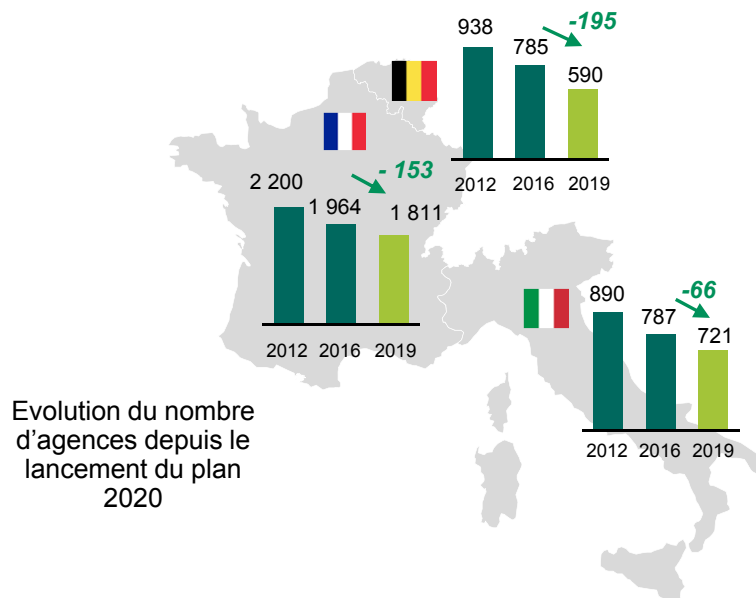 938
785
-195
590
2012 2016 2019
2 200
1 964
- 153
1 811
2012 2016 2019
890
787
-66
721
2012 2016 2019
Evolution du nombre
d’agences depuis le
lancement du plan
2020